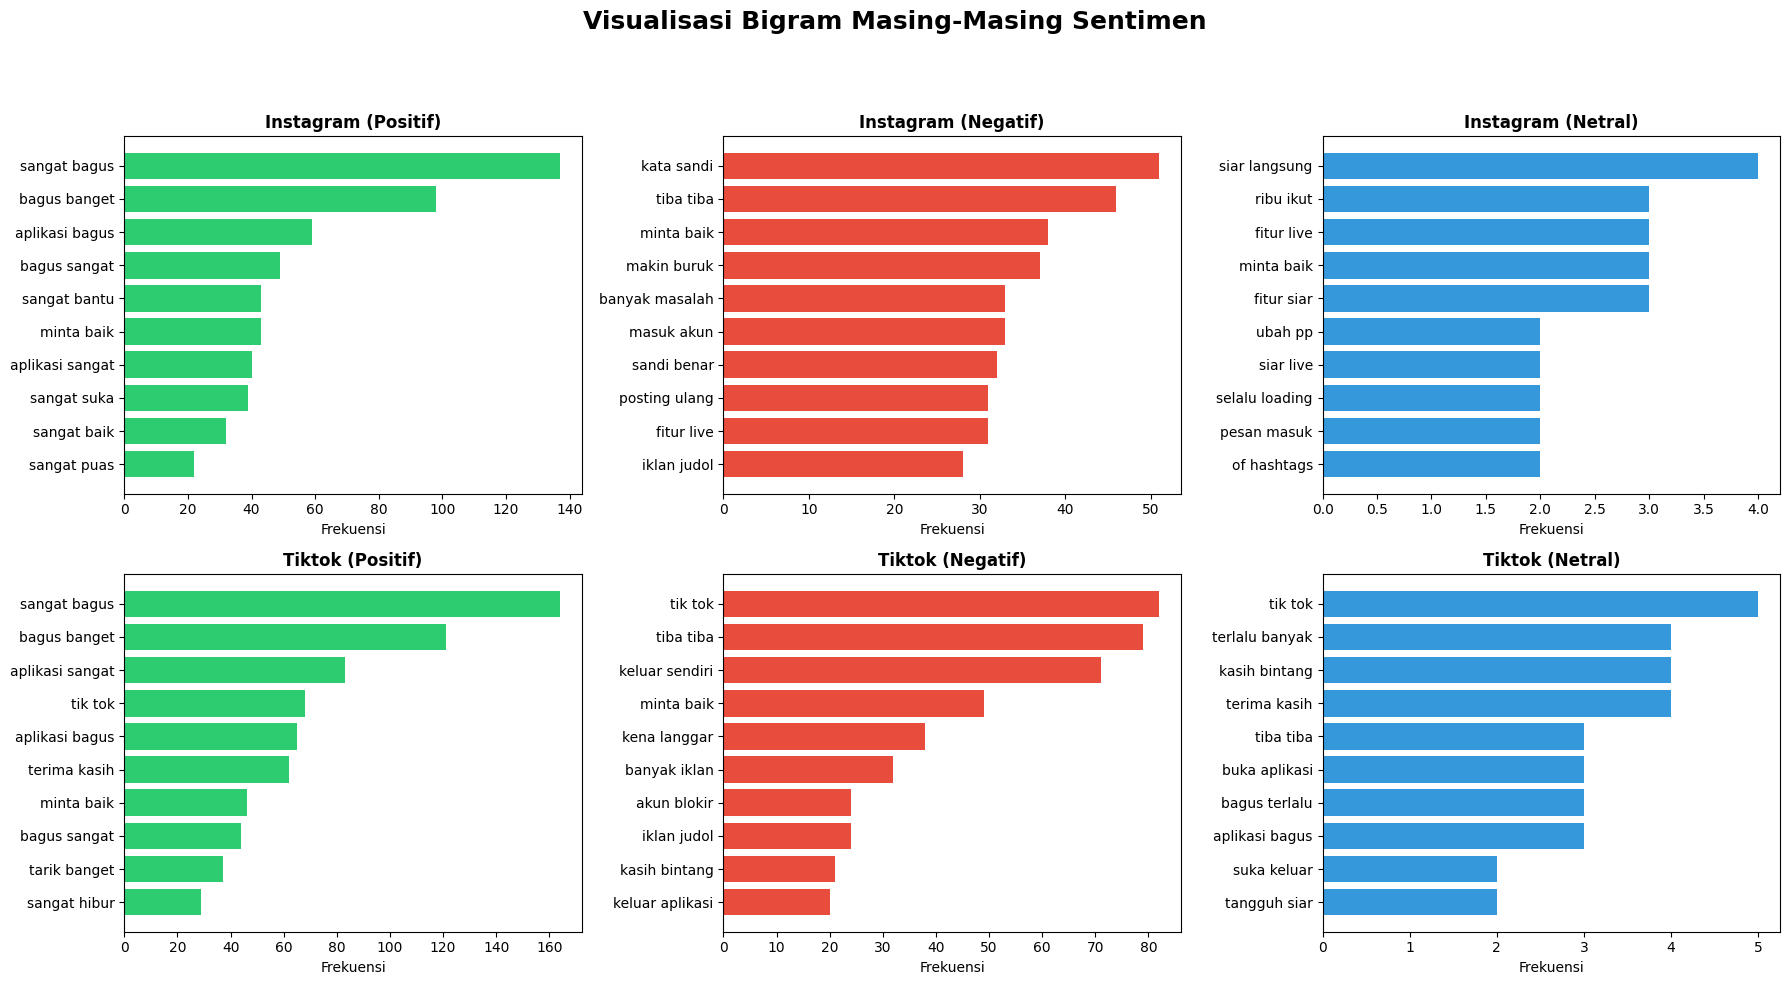 Visualisasi Bigram Masing-Masing Sentimen
Instagram (Positif)
sangat bagus
bagus banget
aplikasi bagus
bagus sangat
sangat bantu
minta baik
aplikasi sangat
sangat suka
sangat baik
sangat puas
0 20 40 60 80 100 120 140
Frekuensi
Instagram (Negatif)
kata sandi
tiba tiba
minta baik
makin buruk
banyak masalah
masuk akun
sandi benar
posting ulang
fitur live
iklan judol
0 10 20 30 40 50
Frekuensi
Instagram (Netral)
siar langsung
ribu ikut
fitur live
minta baik
fitur siar
ubah pp
siar live
selalu loading
pesan masuk
of hashtags
0.0 0.5 1.0 1.5 2.0 2.5 3.0 3.5 4.0
Frekuensi
Tiktok (Positif)
sangat bagus
bagus banget
aplikasi sangat
tik tok
aplikasi bagus
terima kasih
minta baik
bagus sangat
tarik banget
sangat hibur
0 20 40 60 80 100 120 140 160
Frekuensi
Tiktok (Negatif)
tik tok
tiba tiba
keluar sendiri
minta baik
kena langgar
banyak iklan
akun blokir
iklan judol
kasih bintang
keluar aplikasi
0 10 20 30 40 50 60 70 80
Frekuensi
Tiktok (Netral)
tik tok
terlalu banyak
kasih bintang
terima kasih
tiba tiba
buka aplikasi
bagus terlalu
aplikasi bagus
suka keluar
tangguh siar
0 1 2 3 4 5
Frekuensi